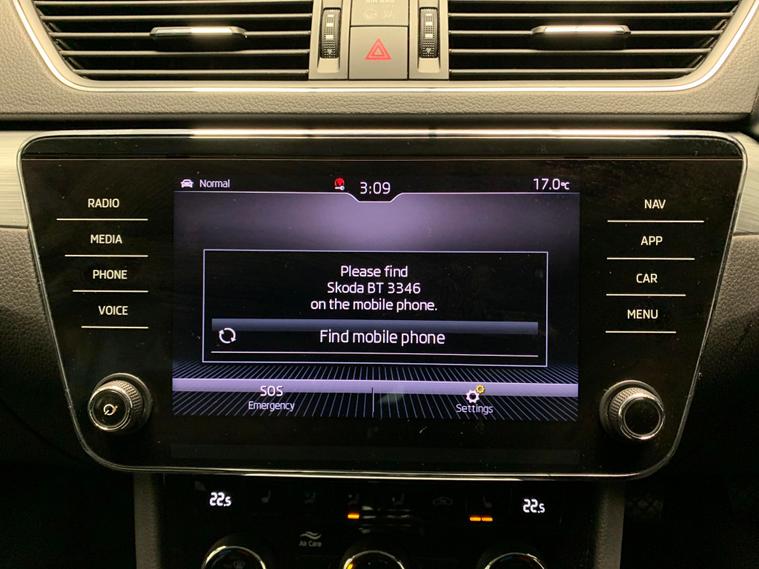 Normal
3:09
17.0°C
RADIO
MEDIA
PHONE
VOICE
NAV
APP
CAR
MENU
Please find
Skoda BT 3346
on the mobile phone.
Find mobile phone
SOS
Emergency
Settings
22.5
22.5
Air Care